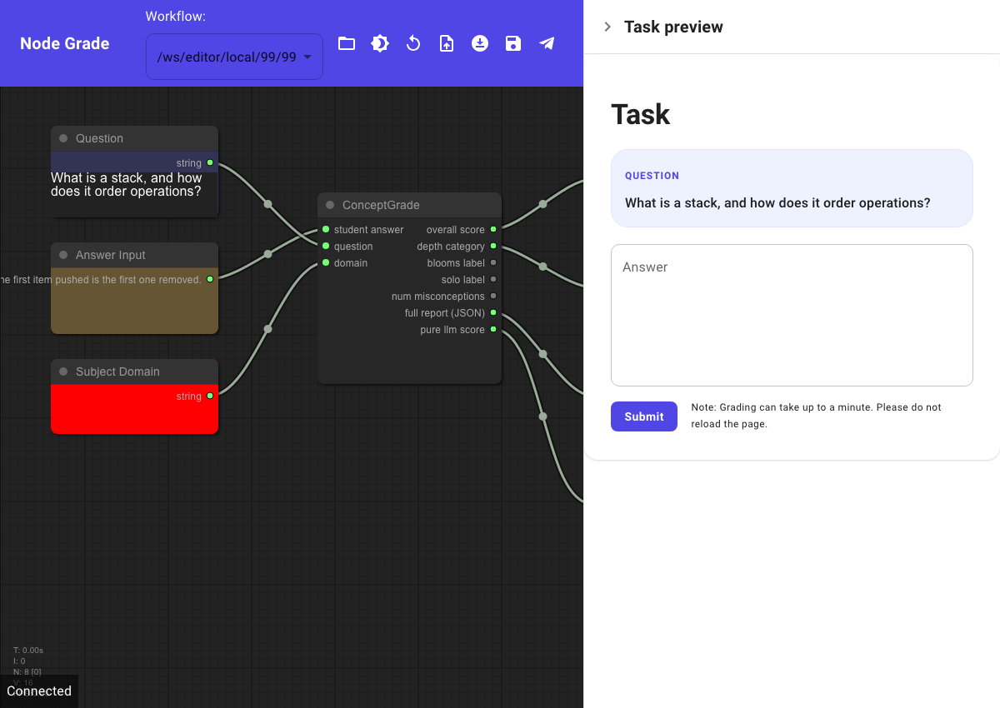 Node Grade
Workflow:
/ws/editor/local/99/99
Task preview
Question
string
What is a stack, and how
does it order operations?
Answer Input
first item pushed is the first one removed.
Subject Domain
string
ConceptGrade
student answer
question
domain
overall score
depth category
blooms label
solo label
num misconceptions
full report (JSON)
pure llm score
T: 0.00s
I: 0
N: 8 [0]
V: 16
Connected
Task
QUESTION
What is a stack, and how does it order operations?
Answer
Submit
Note: Grading can take up to a minute. Please do not
reload the page.